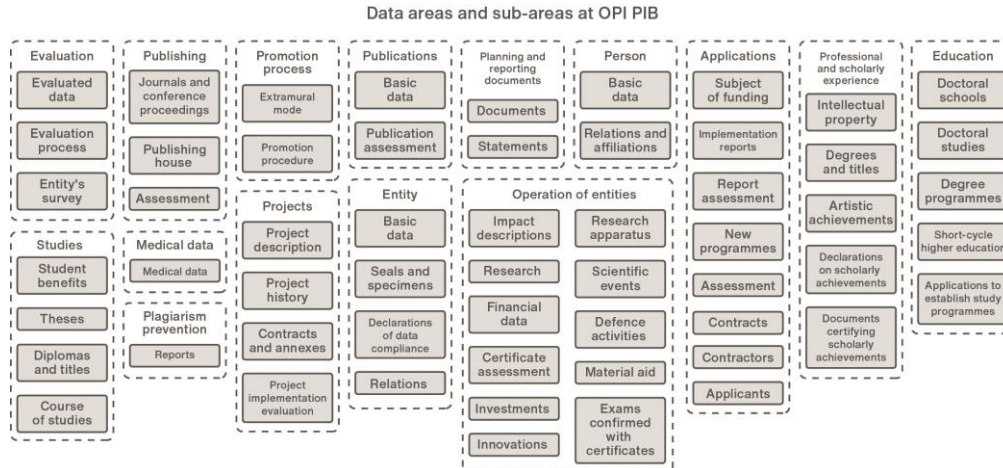 Data areas and sub-areas at OPI PIB
Evaluation
Evaluated
data
Evaluation
process
Entity's
survey
Studies
Student
benefits
Theses
Diplomas
and titles
Course
of studies
Publishing
Journals and
conference
proceedings
Publishing
house
Assessment
Medical data
Medical data
Plagiarism
prevention
Reports
Promotion
process
Extramural
mode
Promotion
procedure
Projects
Project
description
Project
history
Contracts
and annexes
Project
implementation
evaluation
Publications
Basic
data
Publication
assessment
Entity
Basic
data
Seals and
specimens
Declarations
of data
compliance
Relations
Planning and
reporting
documents
Documents
Statements
Person
Basic
data
Relations and
affiliations
Operation of entities
Impact
descriptions
Research
Financial
data
Certificate
assessment
Investments
Innovations
Research
apparatus
Scientific
events
Defence
activities
Material aid
Exams
confirmed
with
certificates
Applications
Subject
of funding
Implementation
reports
Report
assessment
New
programmes
Assessment
Contracts
Contractors
Applicants
Professional
and scholarly
experience
Intellectual
property
Degrees
and titles
Artistic
achievements
Declarations
on scholarly
achievements
Documents
certifying
scholarly
achievements
Education
Doctoral
schools
Doctoral
studies
Degree
programmes
Short-cycle
higher education
Applications to
establish study
programmes